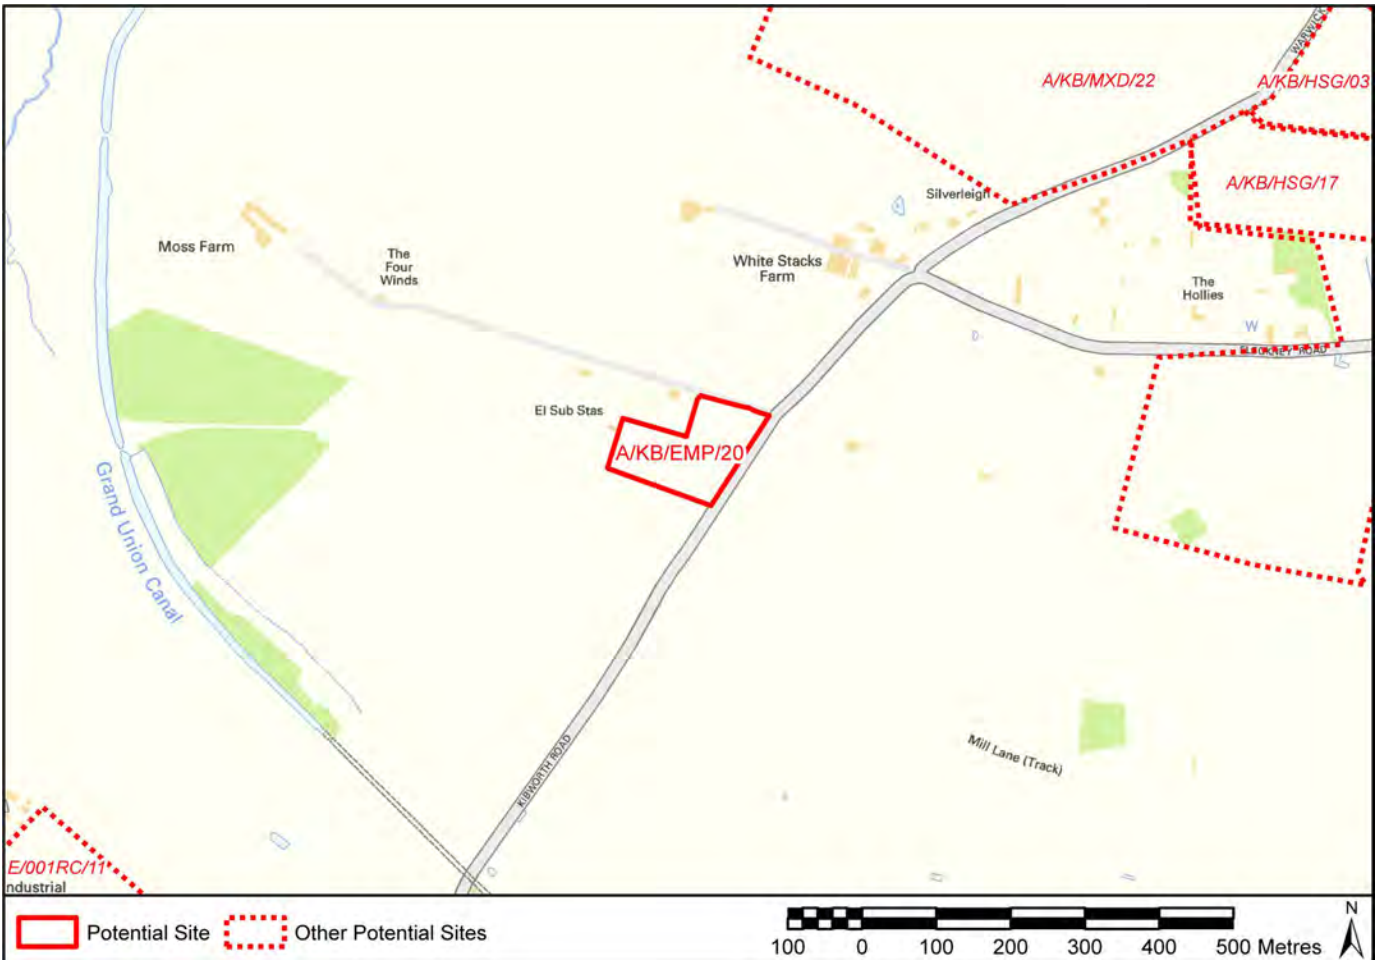 WARWICK
A/KB/MXD/22
A/KB/HSG/03
A/KB/HSG/17
Silverleigh
Moss Farm
The
Four
Winds
White Stacks
Farm
The
Hollies
W
El Sub Stas
A/KB/EMP/20
Grand Union Canal
KIBWORTH ROAD
Mill Lane (Track)
E/001RC/11
ndustrial
Potential Site
Other Potential Sites
100 0 100 200 300 400 500 Metres
N